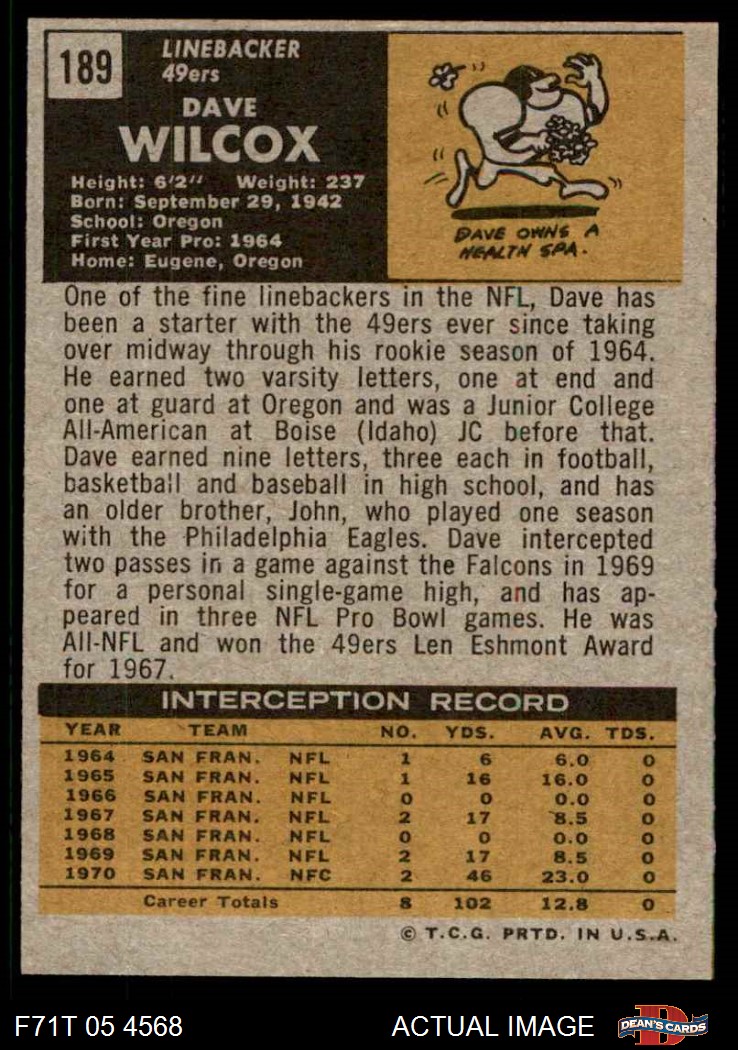 189
LINEBACKER
49ers
DAVE
WILCOX
Height: 6'2" Weight: 237
Born: September 29, 1942
School: Oregon
First Year Pro: 1964
Home: Eugene, Oregon
DAVE OWNS A
HEALTH SPA.
One of the fine linebackers in the NFL, Dave has
been a starter with the 49ers ever since taking
over midway through his rookie season of 1964.
He earned two varsity letters, one at end and
one at guard at Oregon and was a Junior College
All-American at Boise (Idaho) JC before that.
Dave earned nine letters, three each in football,
basketball and baseball in high school, and has
an older brother, John, who played one season
with the Philadelphia Eagles. Dave intercepted
two passes in a game against the Falcons in 1969
for a personal single-game high, and has ap-
peared in three NFL Pro Bowl games. He was
All-NFL and won the 49ers Len Eshmont Award
for 1967.
INTERCEPTION RECORD
YEAR TEAM NO. YDS. AVG. TDS.
1964 SAN FRAN. NFL 1 6 6.0 0
1965 SAN FRAN. NFL 1 16 16.0 0
1966 SAN FRAN. NFL 0 0 0.0 0
1967 SAN FRAN. NFL 2 17 8.5 0
1968 SAN FRAN. NFL 0 0 0.0 0
1969 SAN FRAN. NFL 2 17 8.5 0
1970 SAN FRAN. NFC 2 46 23.0 0
Career Totals 8 102 12.8 0
© T.C.G. PRTD. IN U.S.A.
F71T 05 4568 ACTUAL IMAGE DEAN'S CARDS